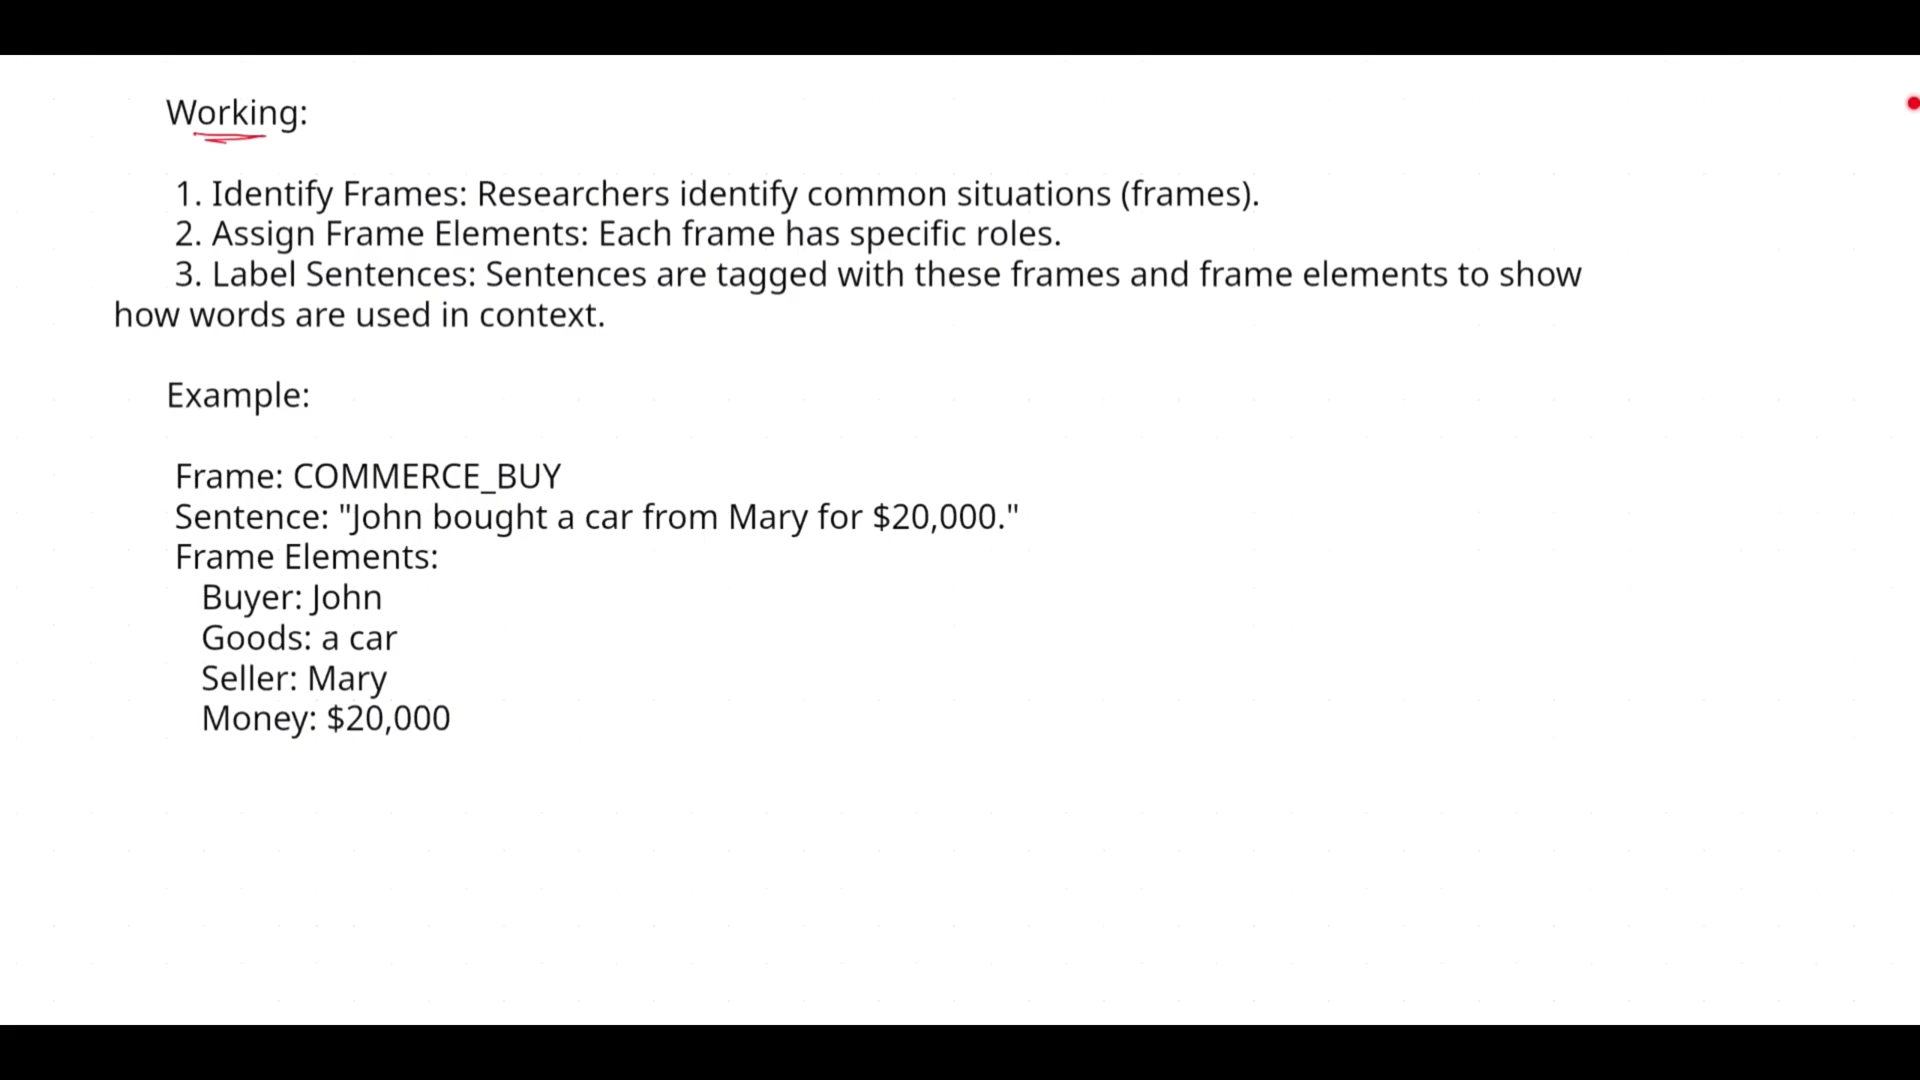 Working:
1. Identify Frames: Researchers identify common situations (frames).
2. Assign Frame Elements: Each frame has specific roles.
3. Label Sentences: Sentences are tagged with these frames and frame elements to show
how words are used in context.
Example:
Frame: COMMERCE_BUY
Sentence: "John bought a car from Mary for $20,000."
Frame Elements:
Buyer: John
Goods: a car
Seller: Mary
Money: $20,000